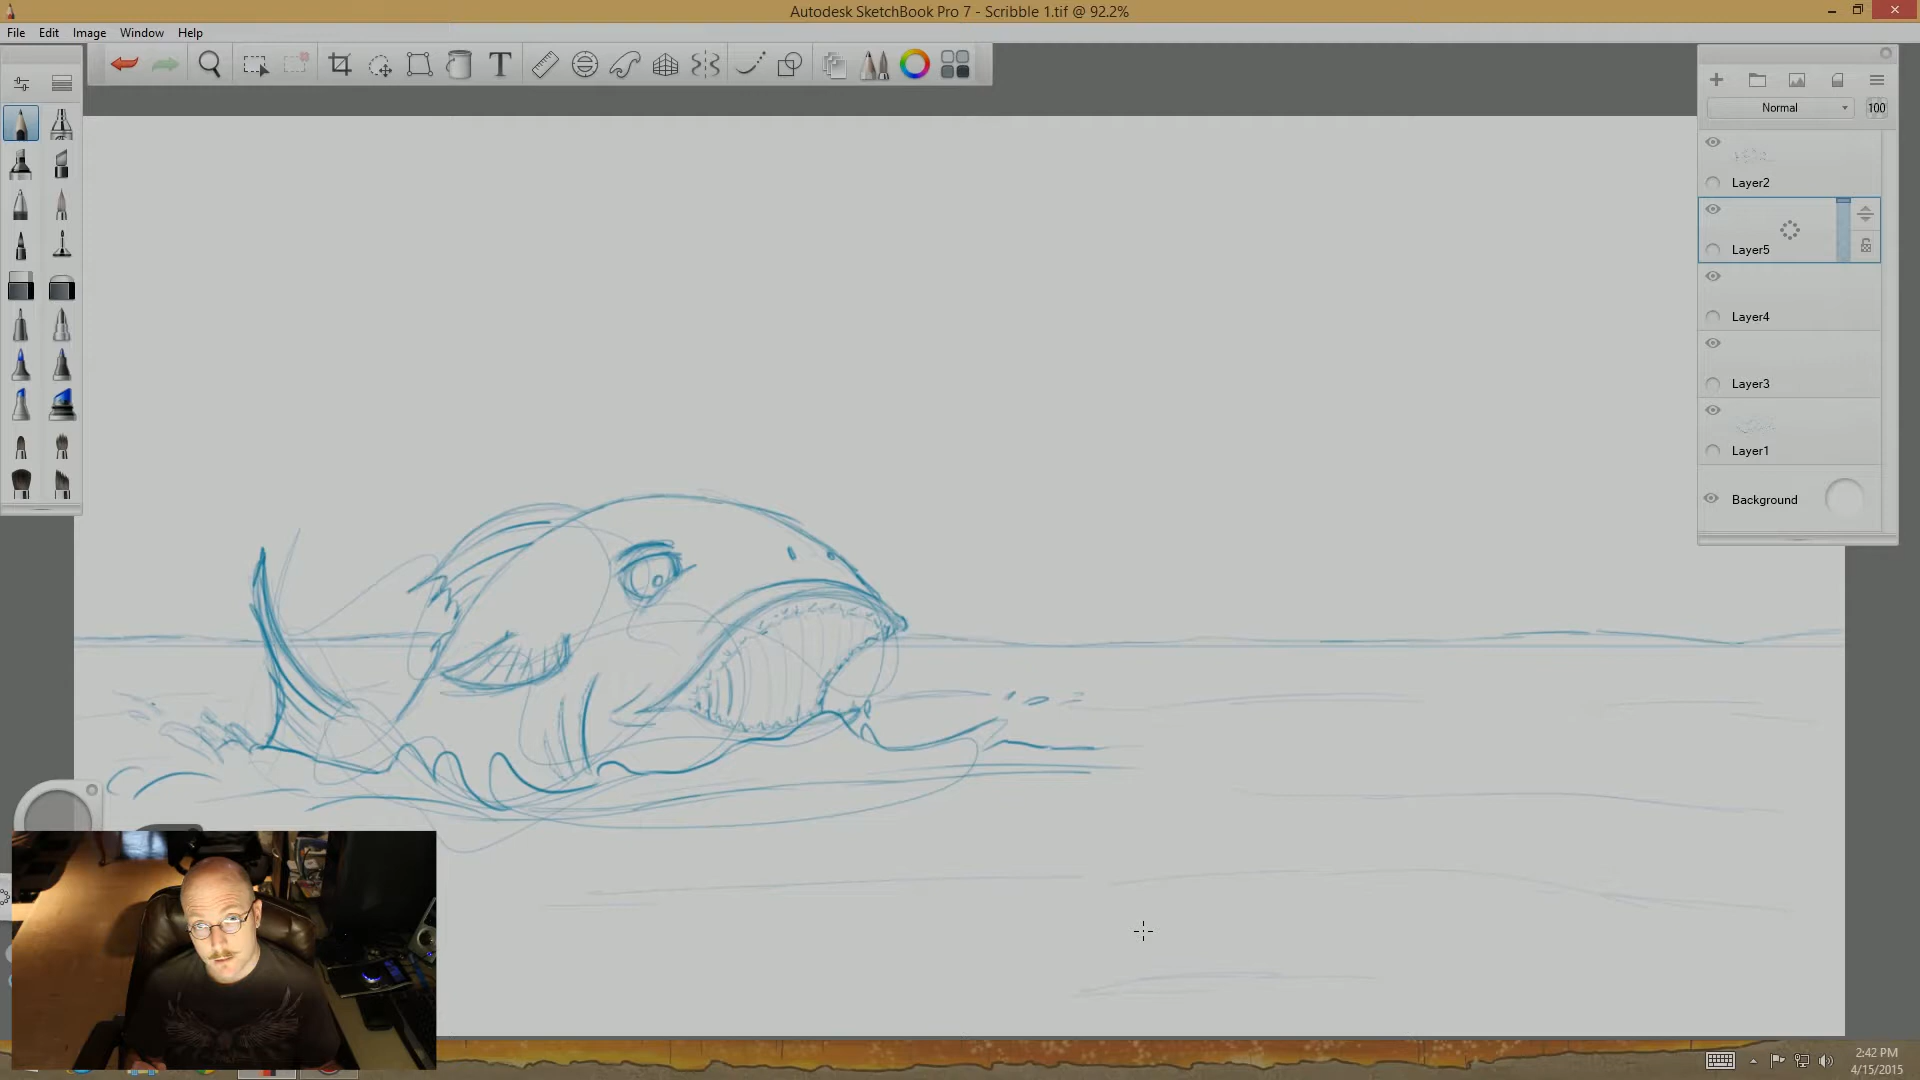 Autodesk SketchBook Pro 7 - Scribble 1.tif @ 92.2%
File Edit Image Window Help
T
Normal 100
Layer2
Layer5
Layer4
Layer3
Layer1
Background
2:42 PM
4/15/2015